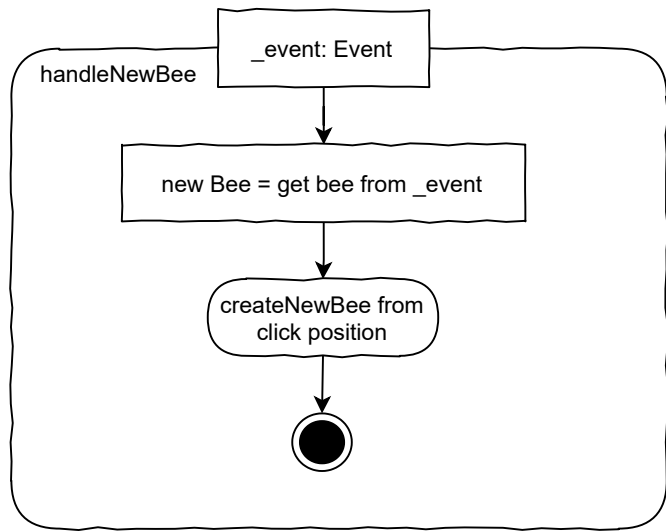 _event: Event
handleNewBee
new Bee = get bee from _event
createNewBee from
click position